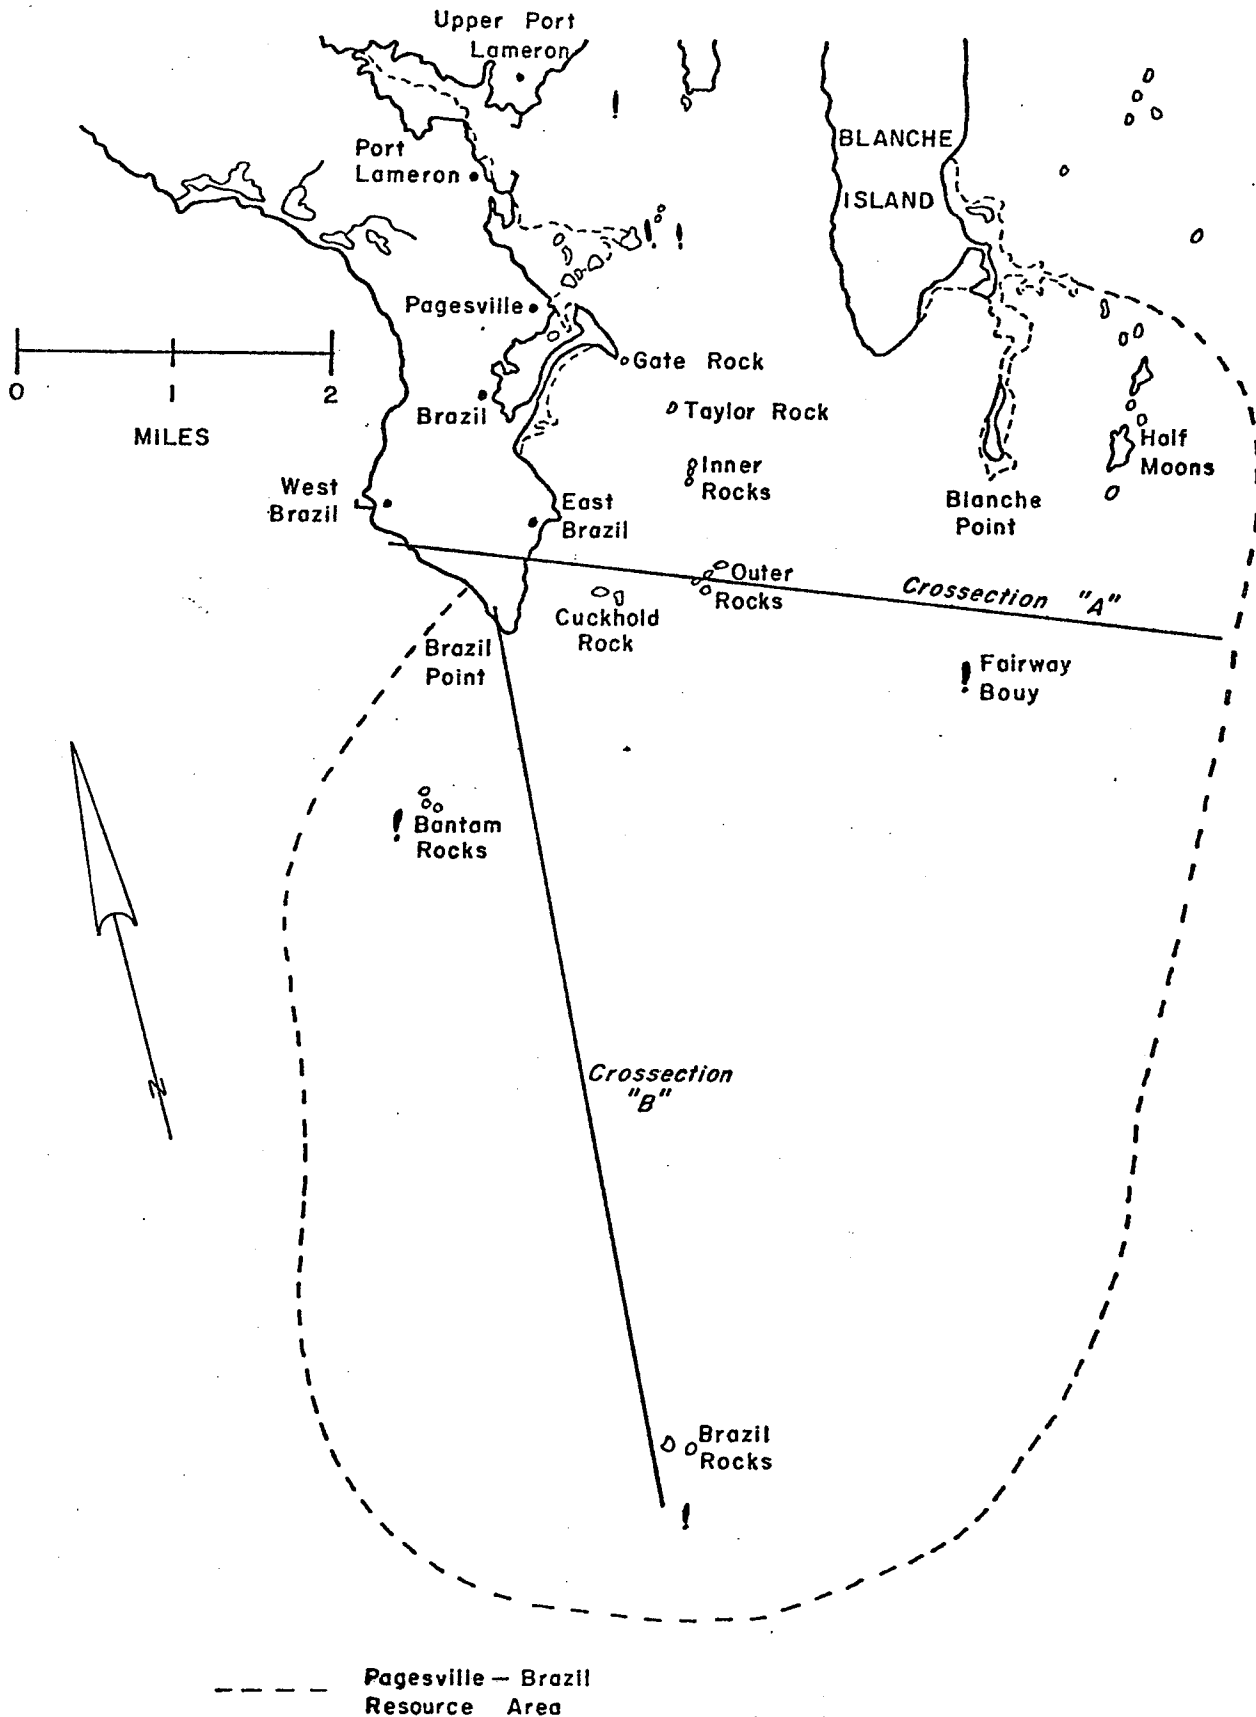 Upper Port
Lameron
BLANCHE
ISLAND
Port
Lameron
Pagesville
Gate Rock
0 1 2
MILES
Brazil
Taylor Rock
Inner
Rocks
Half
Moons
West
Brazil
East
Brazil
Blanche
Point
Outer
Rocks
Crossection "A"
Cuckhold
Rock
Brazil
Point
Fairway
Bouy
Bantam
Rocks
N
Crossection
"B"
Brazil
Rocks
Pagesville — Brazil
Resource Area